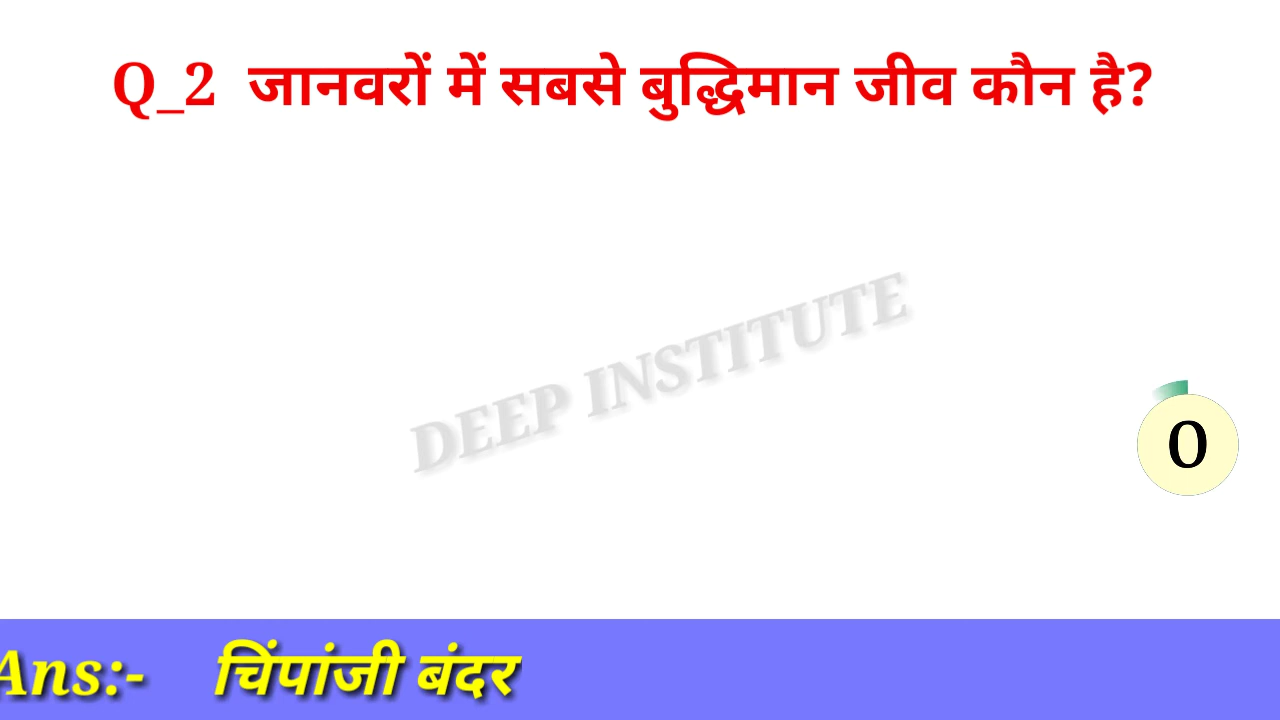 Q_2 जानवरों में सबसे बुद्धिमान जीव कौन है?
DEEP INSTITUTE
0
Ans:- चिंपांजी बंदर